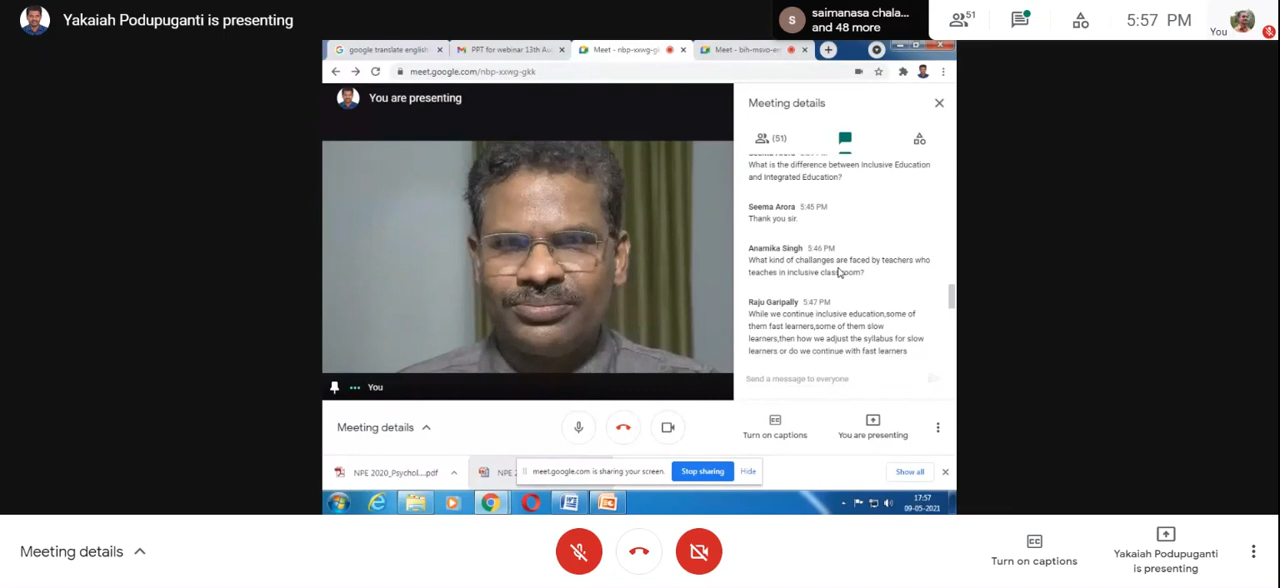 Yakaiah Podupuganti is presenting
S
saimanasa chala...
and 48 more
51
5:57 PM
You
google translate english
PPT for webinar 13th Au
Meet - nbp-xxwg-g
Meet - bih-msvo-e
meet.google.com/nbp-xxwg-gkk
You are presenting
Meeting details
(51)
What is the difference between Inclusive Education
and Integrated Education?
Seema Arora 5:45 PM
Thank you sir.
Anamika Singh 5:46 PM
What kind of challanges are faced by teachers who
teaches in inclusive classroom?
Raju Garipally 5:47 PM
While we continue inclusive education,some of
them fast learners,some of them slow
learners,then how we adjust the syllabus for slow
learners or do we continue with fast learners
Send a message to everyone
You
Meeting details
Turn on captions
You are presenting
NPE 2020_Psychol....pdf
NPE
meet.google.com is sharing your screen.
Stop sharing
Hide
Show all
17:57
09-05-2021
Meeting details
Turn on captions
Yakaiah Podupuganti
is presenting